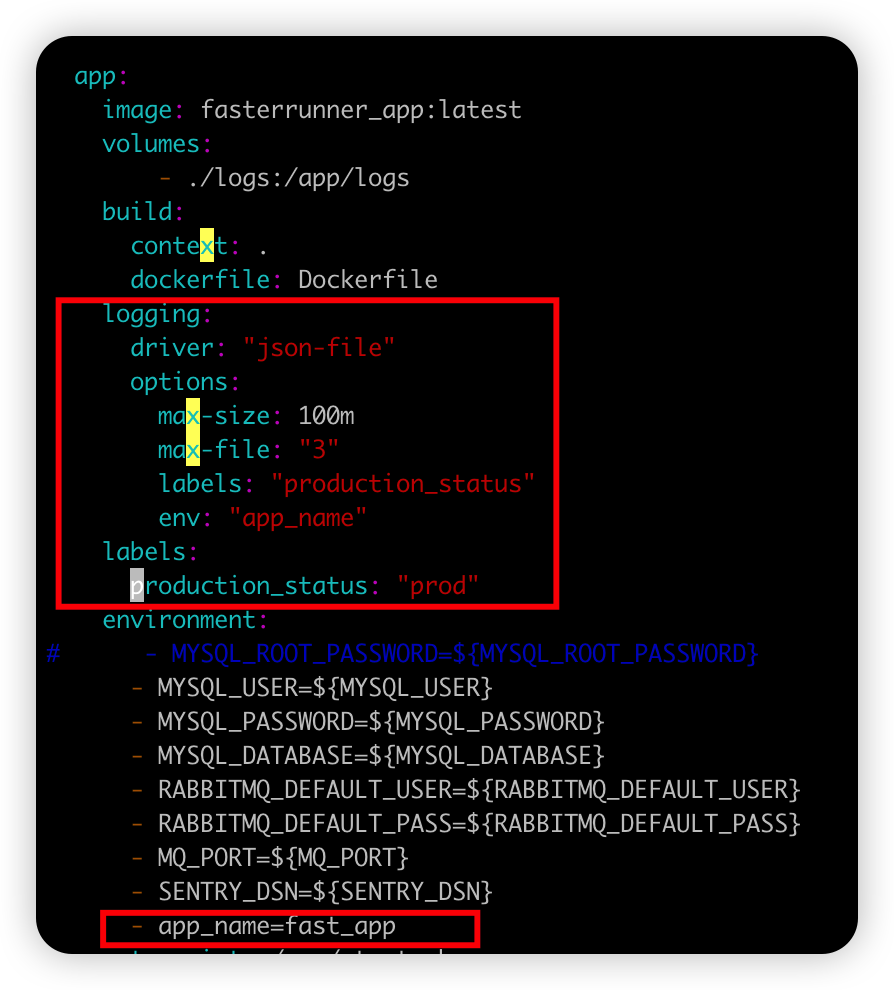 app:
image: fasterrunner_app:latest
volumes:
- ./logs:/app/logs
build:
context: .
dockerfile: Dockerfile
logging:
driver: "json-file"
options:
max-size: 100m
max-file: "3"
labels: "production_status"
env: "app_name"
labels:
production_status: "prod"
environment:
# - MYSQL_ROOT_PASSWORD=${MYSQL_ROOT_PASSWORD}
- MYSQL_USER=${MYSQL_USER}
- MYSQL_PASSWORD=${MYSQL_PASSWORD}
- MYSQL_DATABASE=${MYSQL_DATABASE}
- RABBITMQ_DEFAULT_USER=${RABBITMQ_DEFAULT_USER}
- RABBITMQ_DEFAULT_PASS=${RABBITMQ_DEFAULT_PASS}
- MQ_PORT=${MQ_PORT}
- SENTRY_DSN=${SENTRY_DSN}
- app_name=fast_app